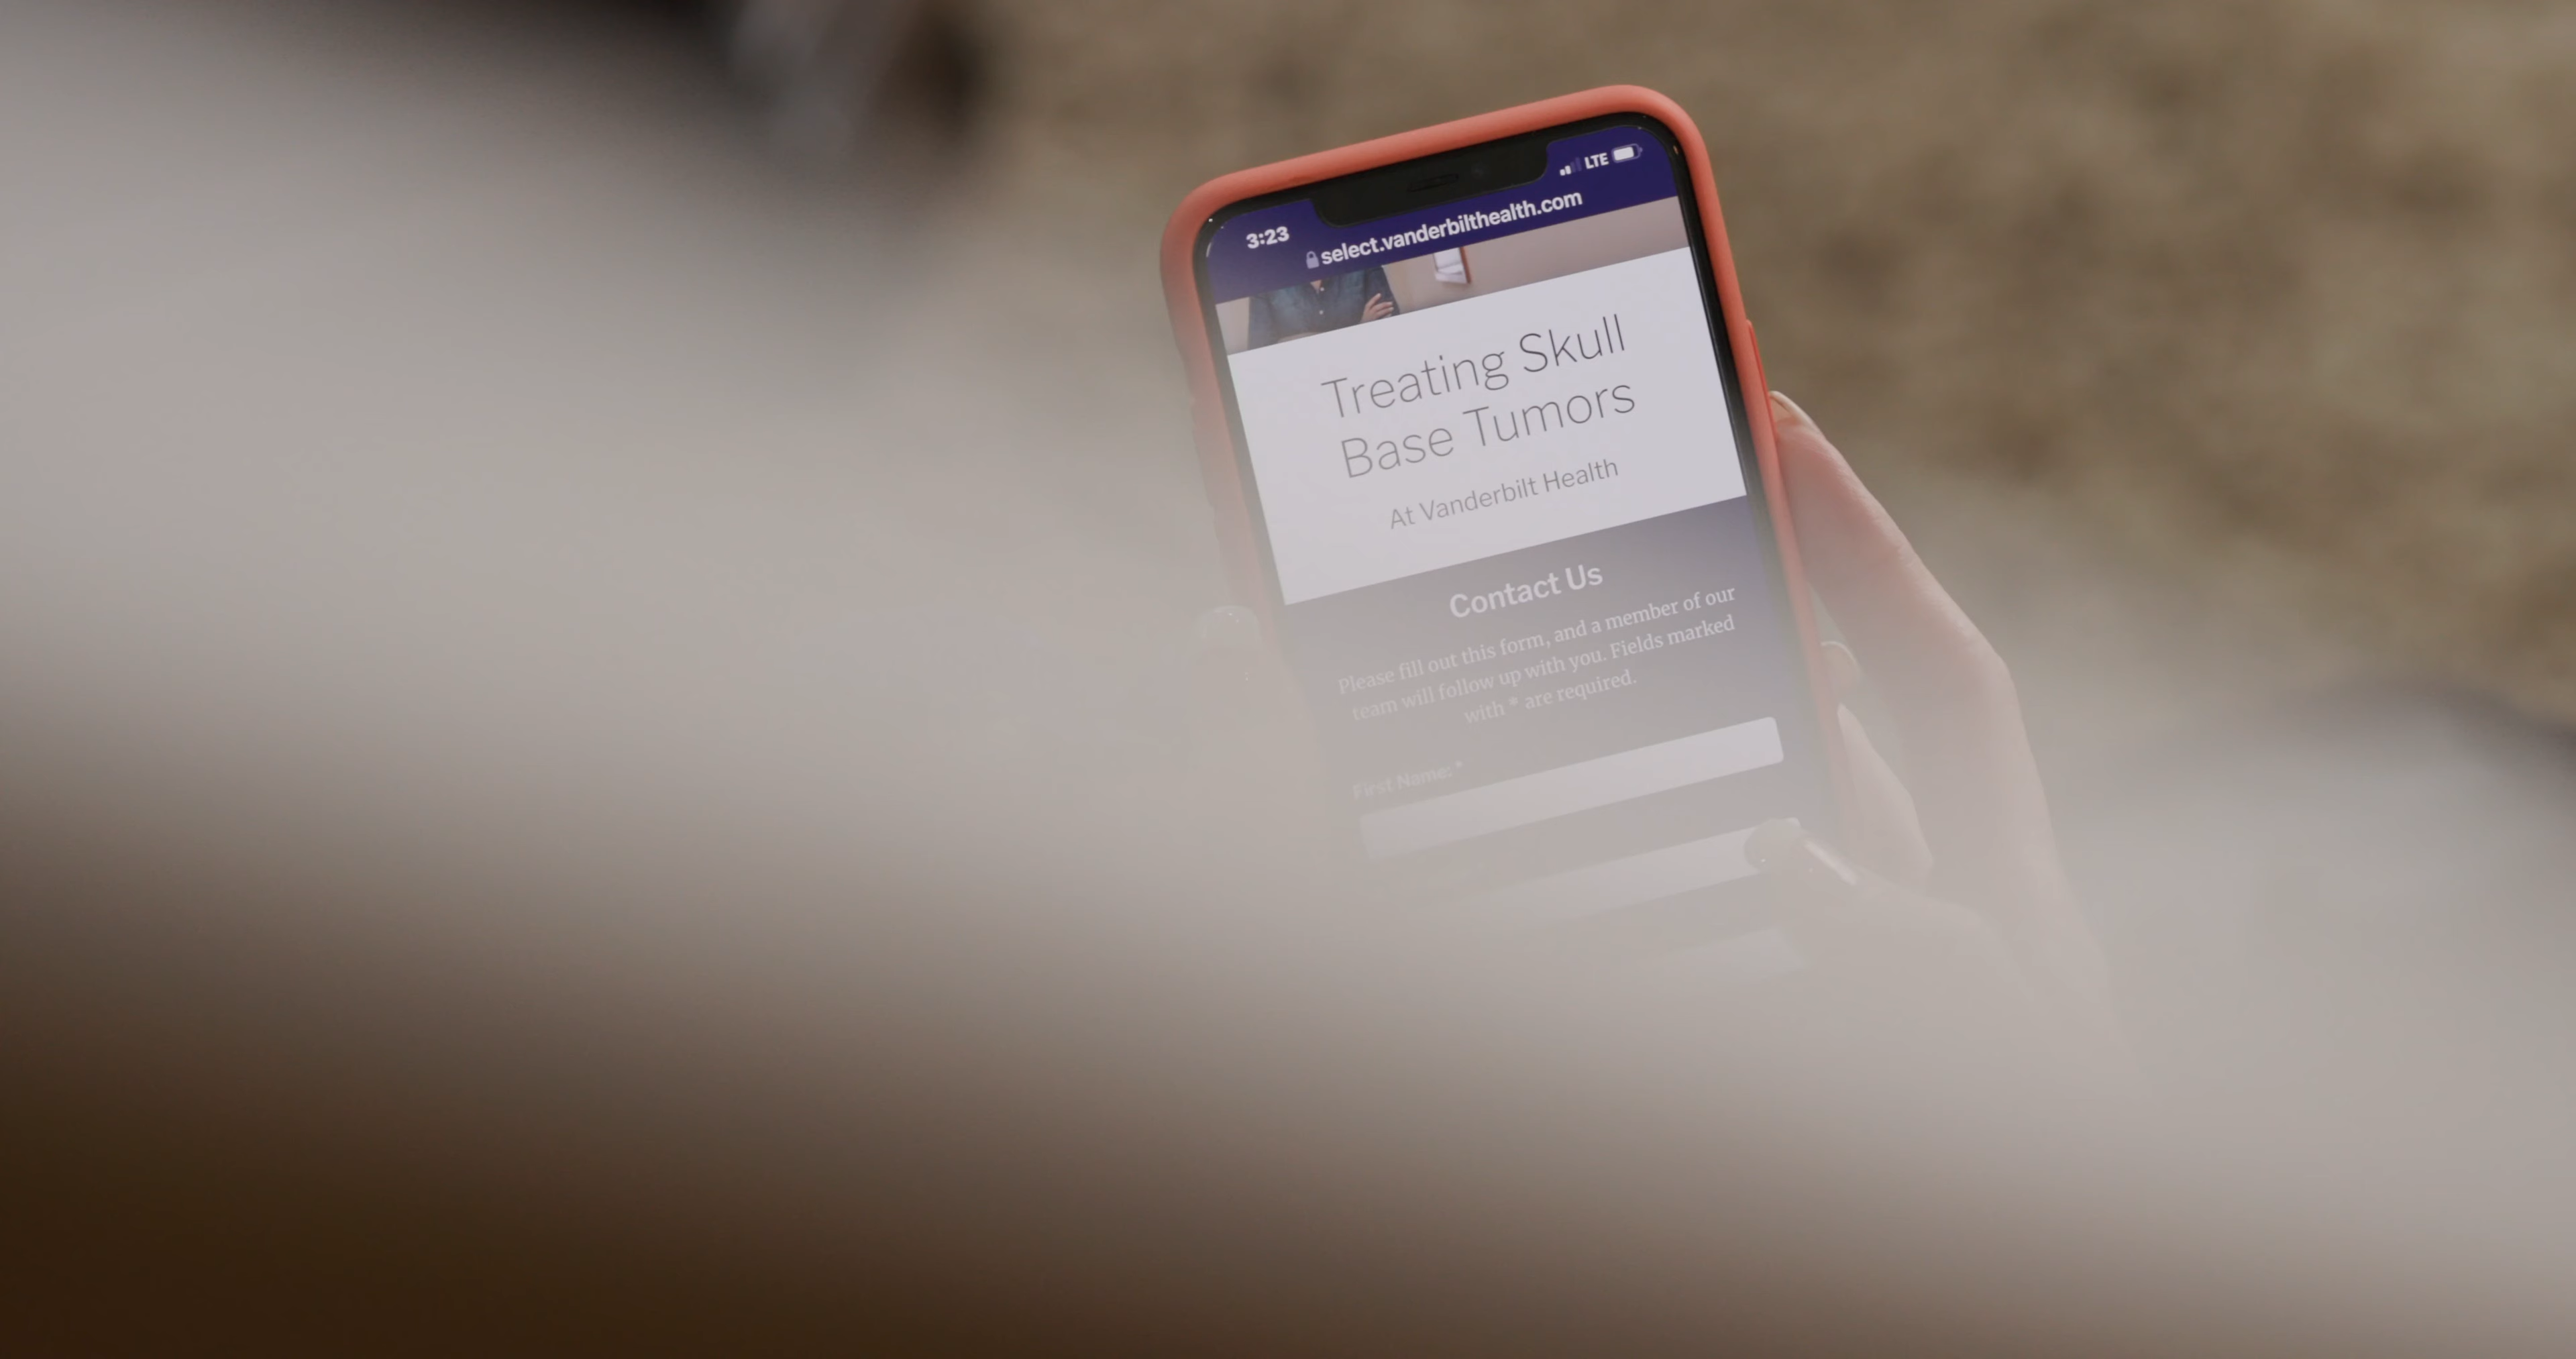 3:23
LTE
select.vanderbilthealth.com
Treating Skull
Base Tumors
At Vanderbilt Health
Contact Us
Please fill out this form, and a member of our
team will follow up with you. Fields marked
with * are required.
First Name: *